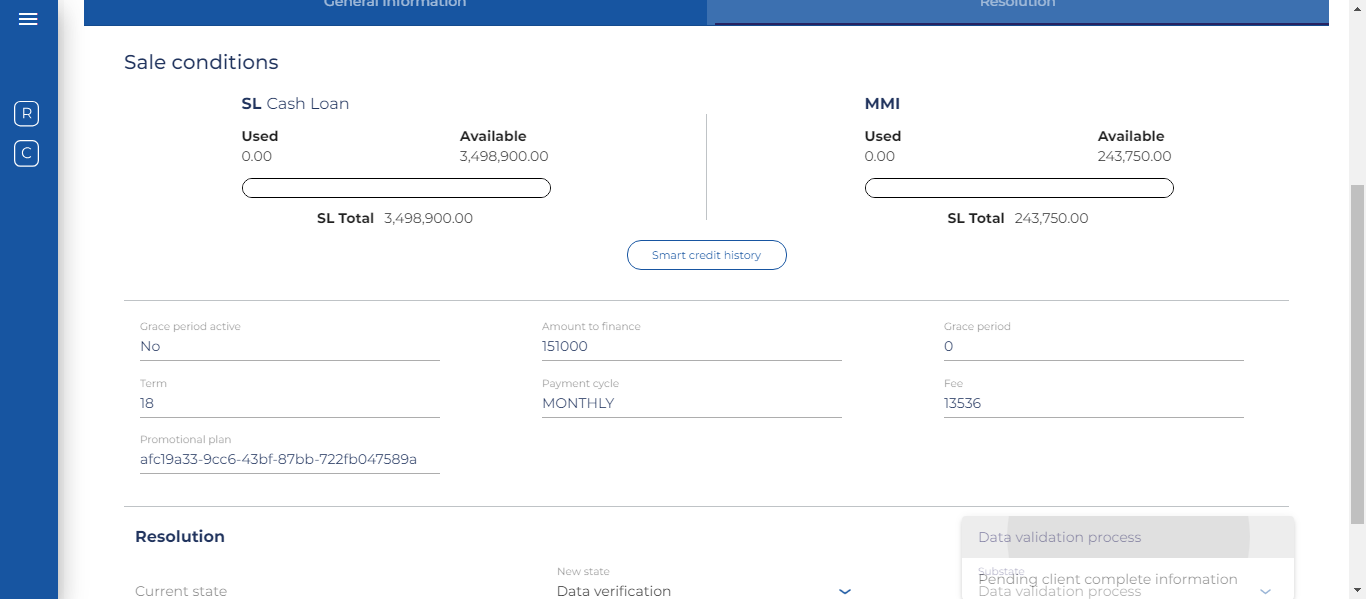 General Information
Resolution
R
C
Sale conditions
SL Cash Loan
Used
Available
0.00
3,498,900.00
SL Total 3,498,900.00
MMI
Used
Available
0.00
243,750.00
SL Total 243,750.00
Smart credit history
Grace period active
No
Amount to finance
151000
Grace period
0
Term
18
Payment cycle
MONTHLY
Fee
13536
Promotional plan
afc19a33-9cc6-43bf-87bb-722fb047589a
Resolution
Current state
New state
Data verification
Data validation process
Substate
Pending client complete information
Data validation process